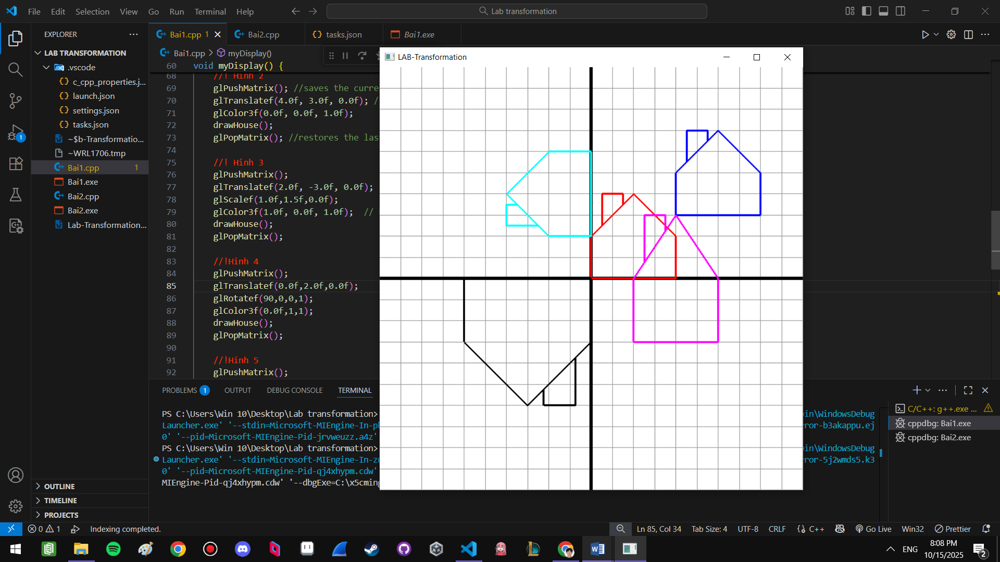 File Edit Selection View Go Run Terminal Help
Lab transformation
EXPLORER
LAB TRANSFORMATION
.vscode
c_cpp_properties.j...
launch.json
settings.json
tasks.json
~$b-Transformatio...
~WRL1706.tmp
Bai1.cpp 1
Bai1.exe
Bai2.cpp
Bai2.exe
Lab-Transformation...
OUTLINE
TIMELINE
PROJECTS
Bai1.cpp 1
Bai2.cpp
tasks.json
Bai1.exe
Bai1.cpp > myDisplay()
60 void myDisplay() {
68 //! Hinh 2
69 glPushMatrix(); //saves the curre
70 glTranslatef(4.0f, 3.0f, 0.0f); /
71 glColor3f(0.0f, 0.0f, 1.0f);
72 drawHouse();
73 glPopMatrix(); //restores the las
74
75 //! Hinh 3
76 glPushMatrix();
77 glTranslatef(2.0f, -3.0f, 0.0f);
78 glScalef(1.0f,1.5f,0.0f);
79 glColor3f(1.0f, 0.0f, 1.0f); //
80 drawHouse();
81 glPopMatrix();
82
83 //!Hinh 4
84 glPushMatrix();
85 glTranslatef(0.0f,2.0f,0.0f);
86 glRotatef(90,0,0,1);
87 glColor3f(0.0f,1,1);
88 drawHouse();
89 glPopMatrix();
90
91 //!Hinh 5
92 glPushMatrix();
LAB-Transformation
PROBLEMS 1 OUTPUT DEBUG CONSOLE TERMINAL
PS C:\Users\Win 10\Desktop\Lab transformation> in\WindowsDebug
Launcher.exe' '--stdin=Microsoft-MIEngine-In-p rror-b3akappu.ej
0' '--pid=Microsoft-MIEngine-Pid-jrvweuzz.a4z'
PS C:\Users\Win 10\Desktop\Lab transformation> in\WindowsDebug
Launcher.exe' '--stdin=Microsoft-MIEngine-In-zu rror-5j2wmds5.k3
0' '--pid=Microsoft-MIEngine-Pid-qj4xhypm.cdw'
MIEngine-Pid-qj4xhypm.cdw' '--dbgExe=C:\x5cming
C/C++: g++.exe ...
cppdbg: Bai1.exe
cppdbg: Bai2.exe
1
0 1 Indexing completed.
Ln 85, Col 34 Tab Size: 4 UTF-8 CRLF C++ Go Live Win32 Prettier
ENG
8:08 PM
10/15/2025
2